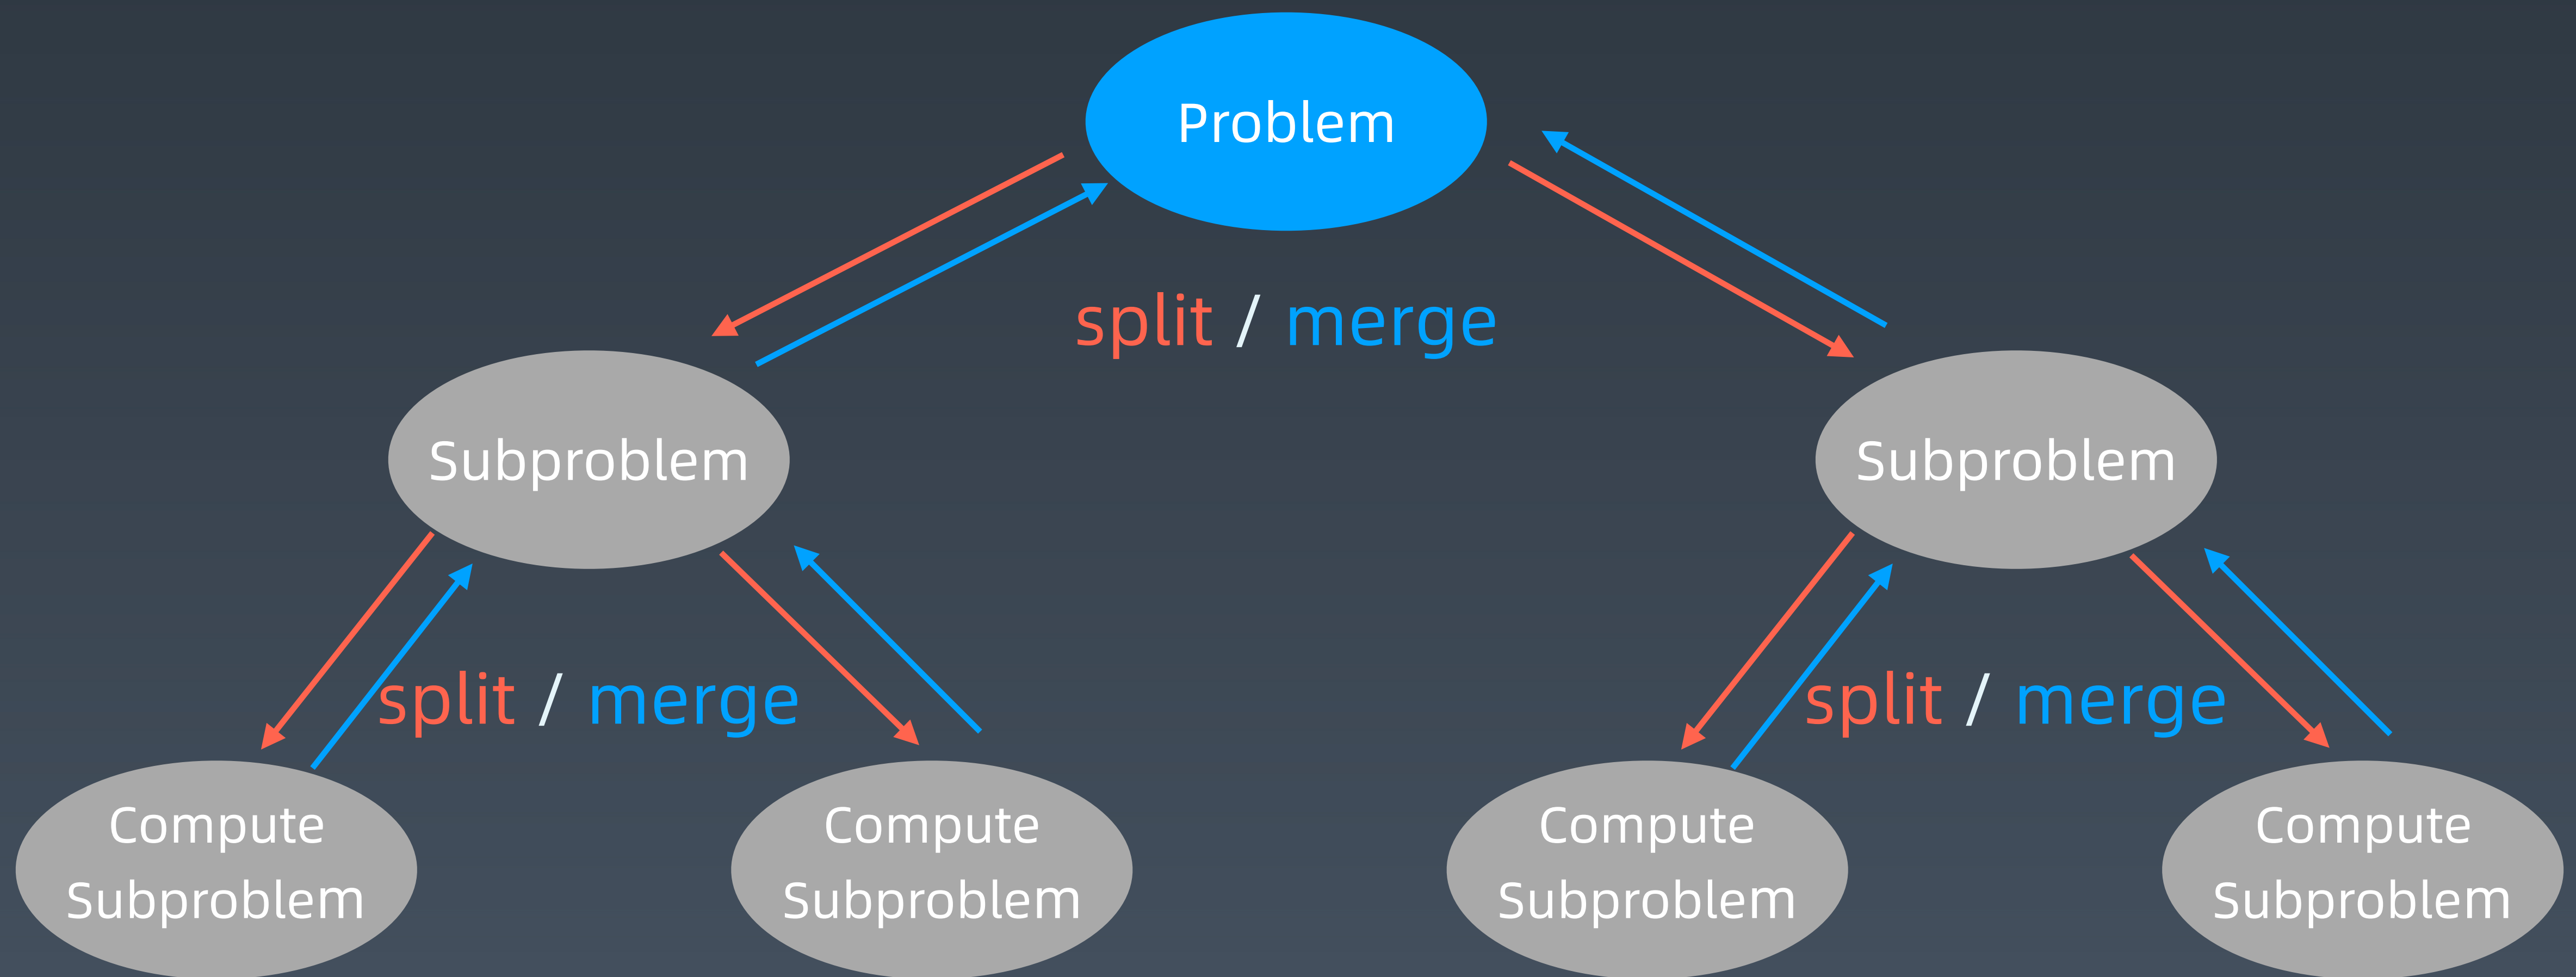 Problem
split / merge
Subproblem
Subproblem
split / merge
split / merge
Compute
Subproblem
Compute
Subproblem
Compute
Subproblem
Compute
Subproblem